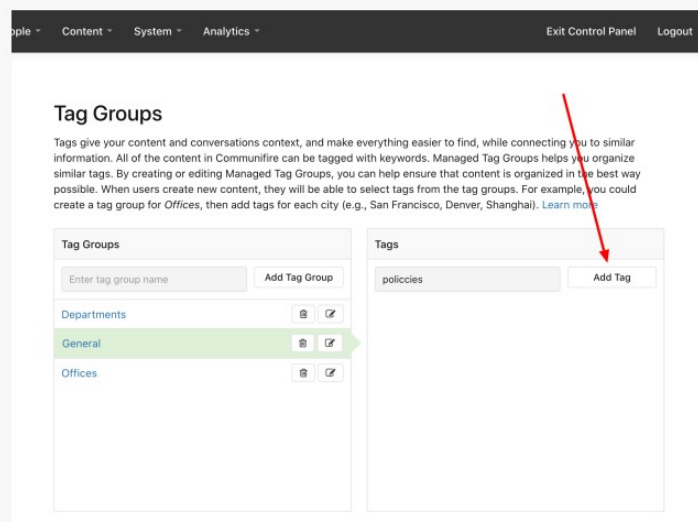 Content System Analytics Exit Control Panel Logout
Tag Groups
Tags give your content and conversations context, and make everything easier to find, while connecting you to similar
information. All of the content in Communifire can be tagged with keywords. Managed Tag Groups helps you organize
similar tags. By creating or editing Managed Tag Groups, you can help ensure that content is organized in the best way
possible. When users create new content, they will be able to select tags from the tag groups. For example, you could
create a tag group for Offices, then add tags for each city (e.g., San Francisco, Denver, Shanghai). Learn more
Tag Groups
Enter tag group name Add Tag Group
Departments
General
Offices
Tags
policcies Add Tag